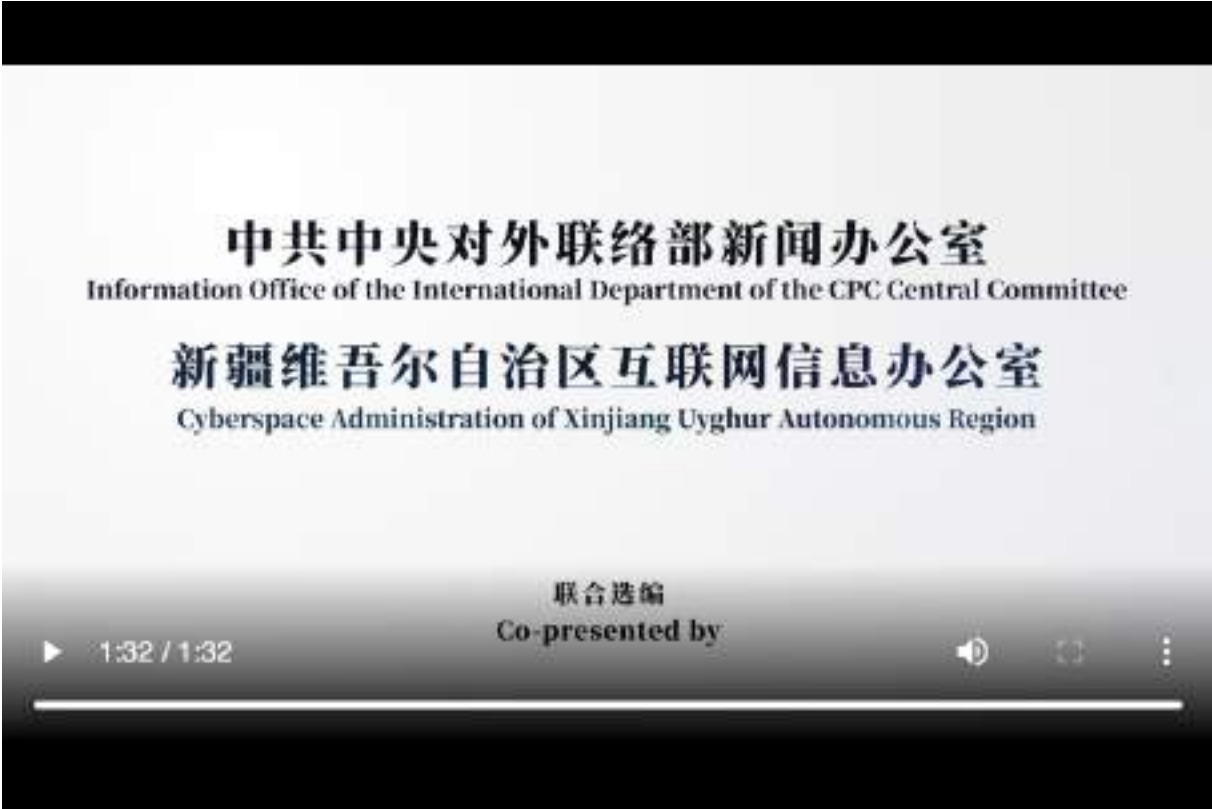 中共中央对外联络部新闻办公室
Information Office of the International Department of the CPC Central Committee
新疆维吾尔自治区互联网信息办公室
Cyberspace Administration of Xinjiang Uyghur Autonomous Region
联合选编
Co-presented by
1:32 / 1:32